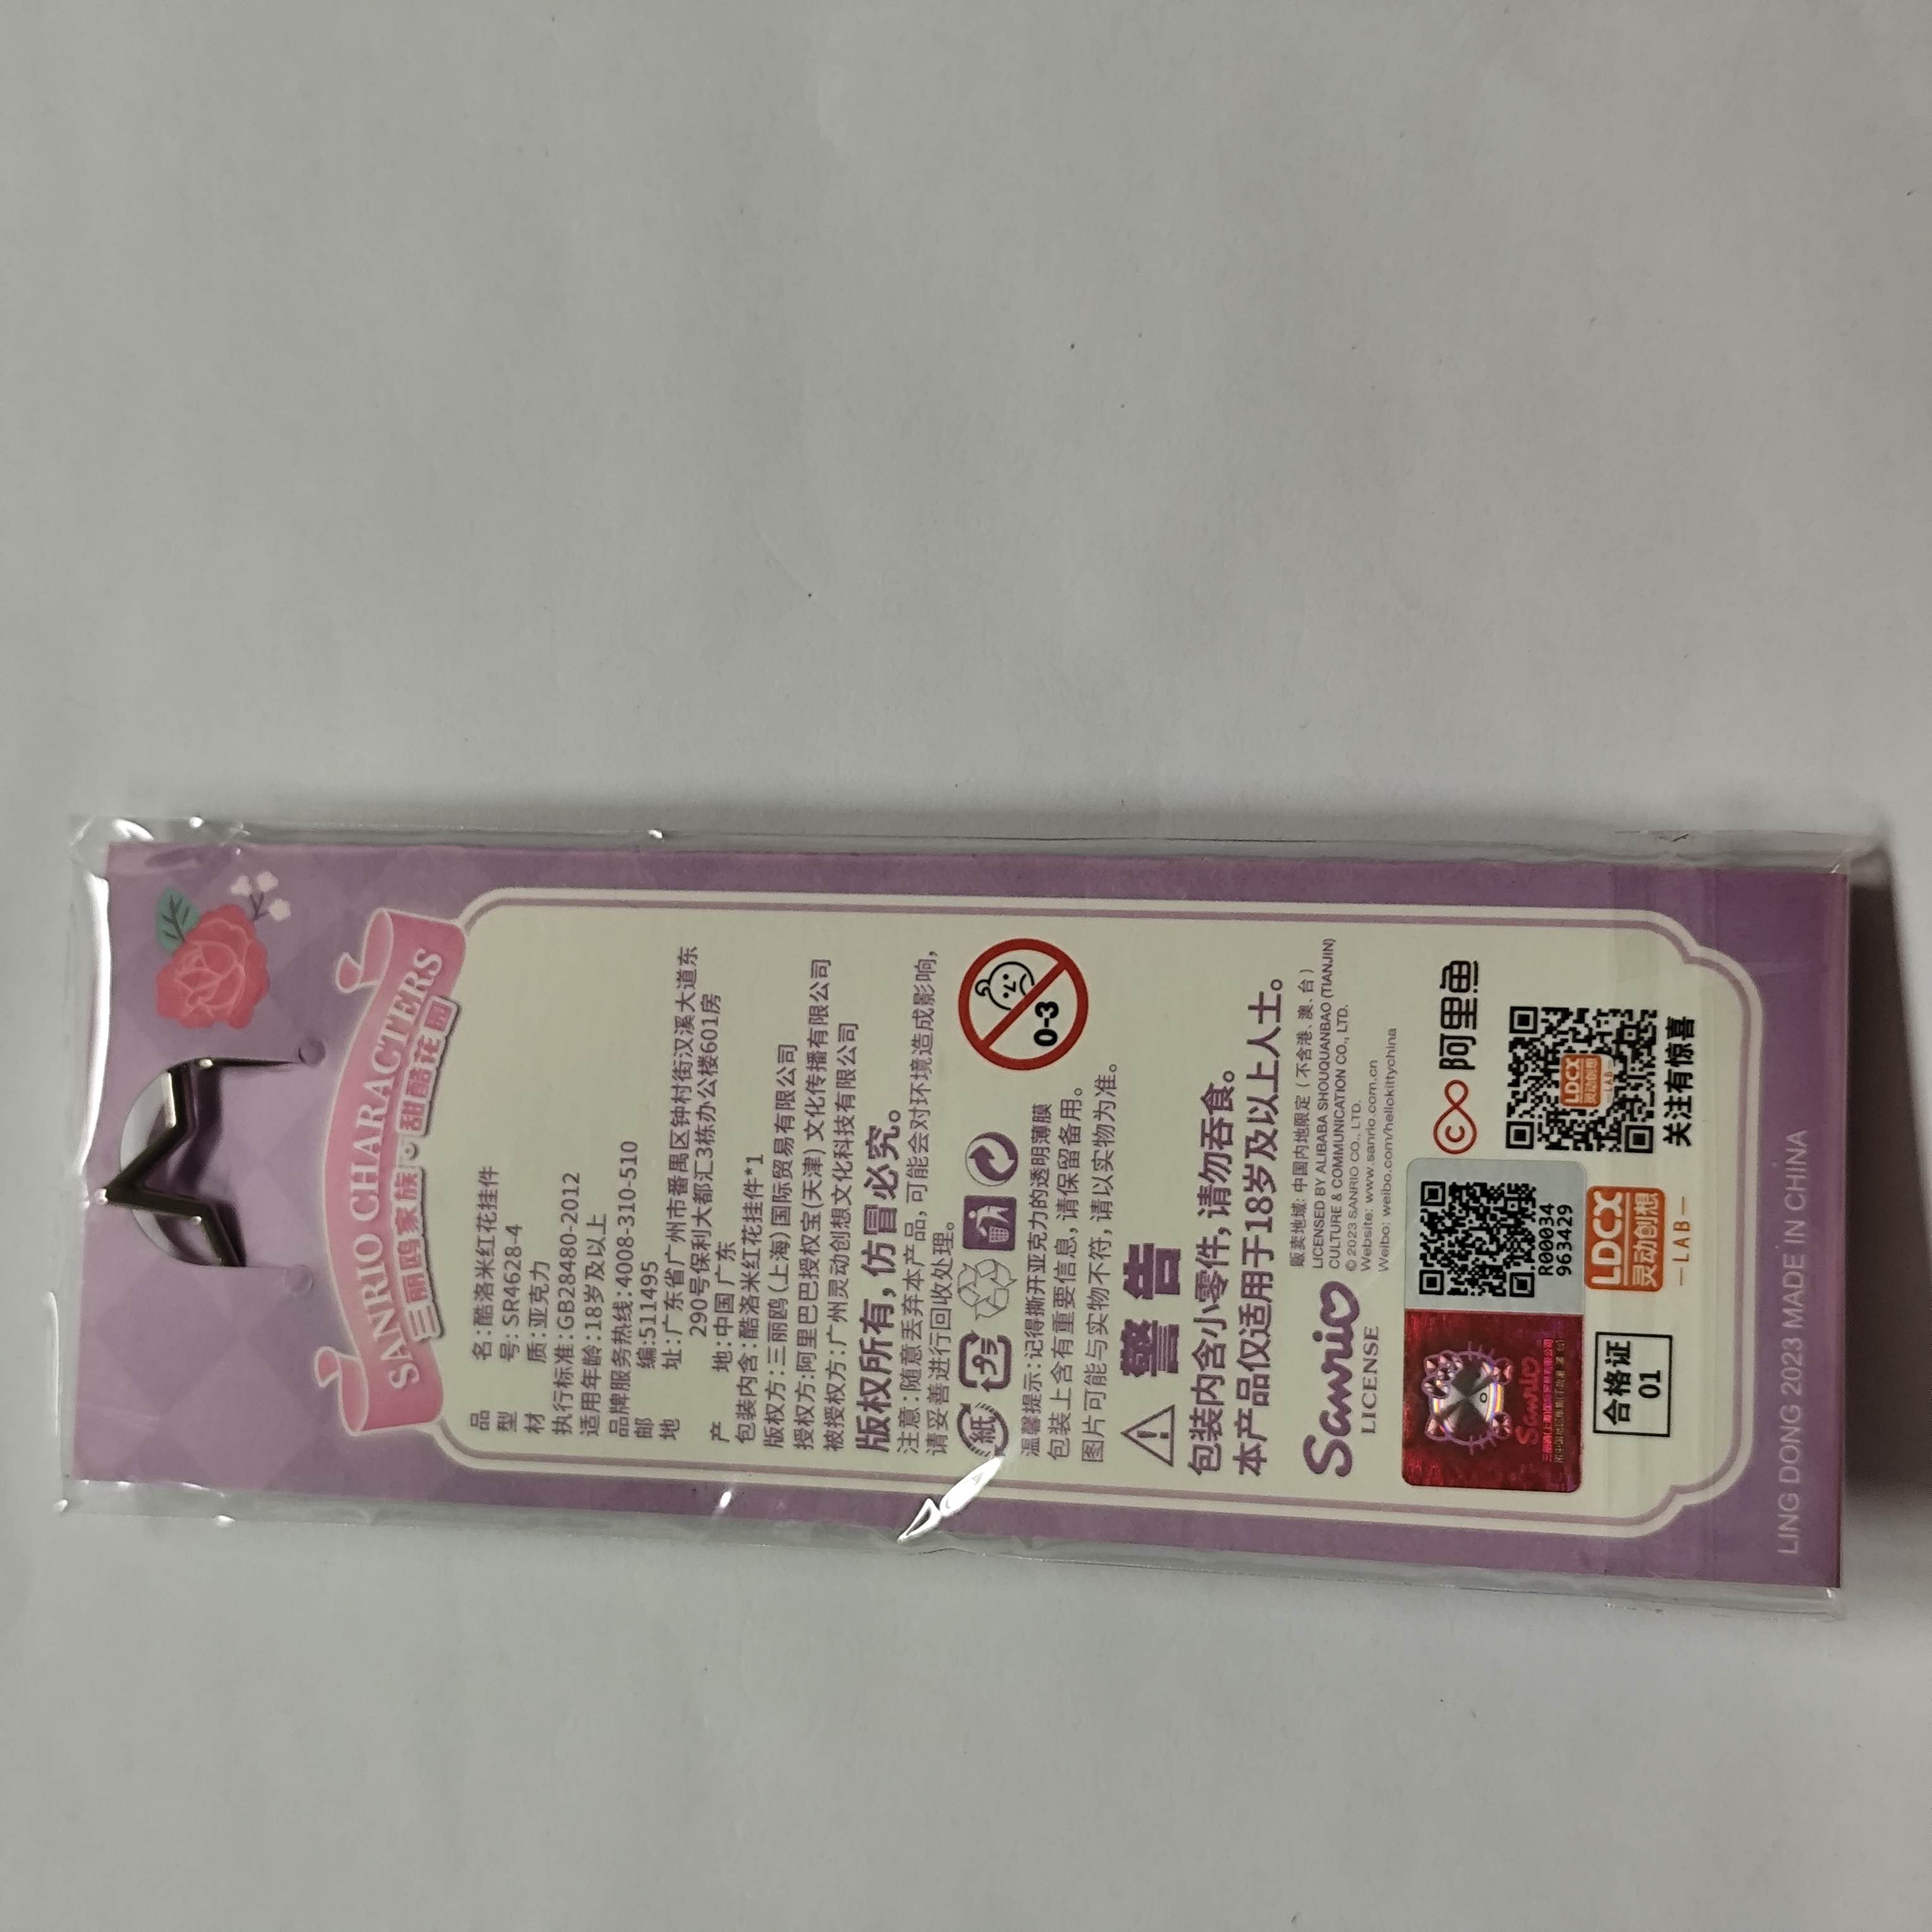 SANRIO CHARACTERS
三丽鸥家族 甜酷花园
品名:酷洛米红花挂件
型号:SR4628-4
材质:亚克力
执行标准:GB28480-2012
适用年龄:18岁及以上
品牌服务热线:4008-310-510
邮编:511495
地址:广东省广州市番禺区钟村街汉溪大道东
290号保利大都汇3栋办公楼601房
产地:中国 广东
包装内含:酷洛米红花挂件*1
版权方:三丽鸥(上海)国际贸易有限公司
授权方:阿里巴巴授权宝(天津)文化传播有限公司
被授权方:广州灵动创想文化科技有限公司
版权所有,仿冒必究。
注意:随意丢弃本产品,可能会对环境造成影响,
请妥善进行回收处理。
紙
0-3
温馨提示:记得撕开亚克力的透明薄膜
包装上含有重要信息,请保留备用。
图片可能与实物不符,请以实物为准。
警告
包装内含小零件,请勿吞食。
本产品仅适用于18岁及以上人士。
Sanrio
LICENSE
贩卖地域:中国内地限定(不含港、澳、台)
LICENSED BY ALIBABA SHOUQUANBAO (TIANJIN)
CULTURE & COMMUNICATION CO., LTD.
© 2023 SANRIO CO., LTD.
Website: www.sanrio.com.cn
Weibo: weibo.com/hellokittychina
Sanrio
R00034
963429
阿里鱼
LDCX
灵动创想
—LAB—
合格证
01
LDCX
灵动创想
—LAB—
关注有惊喜
LING DONG 2023 MADE IN CHINA